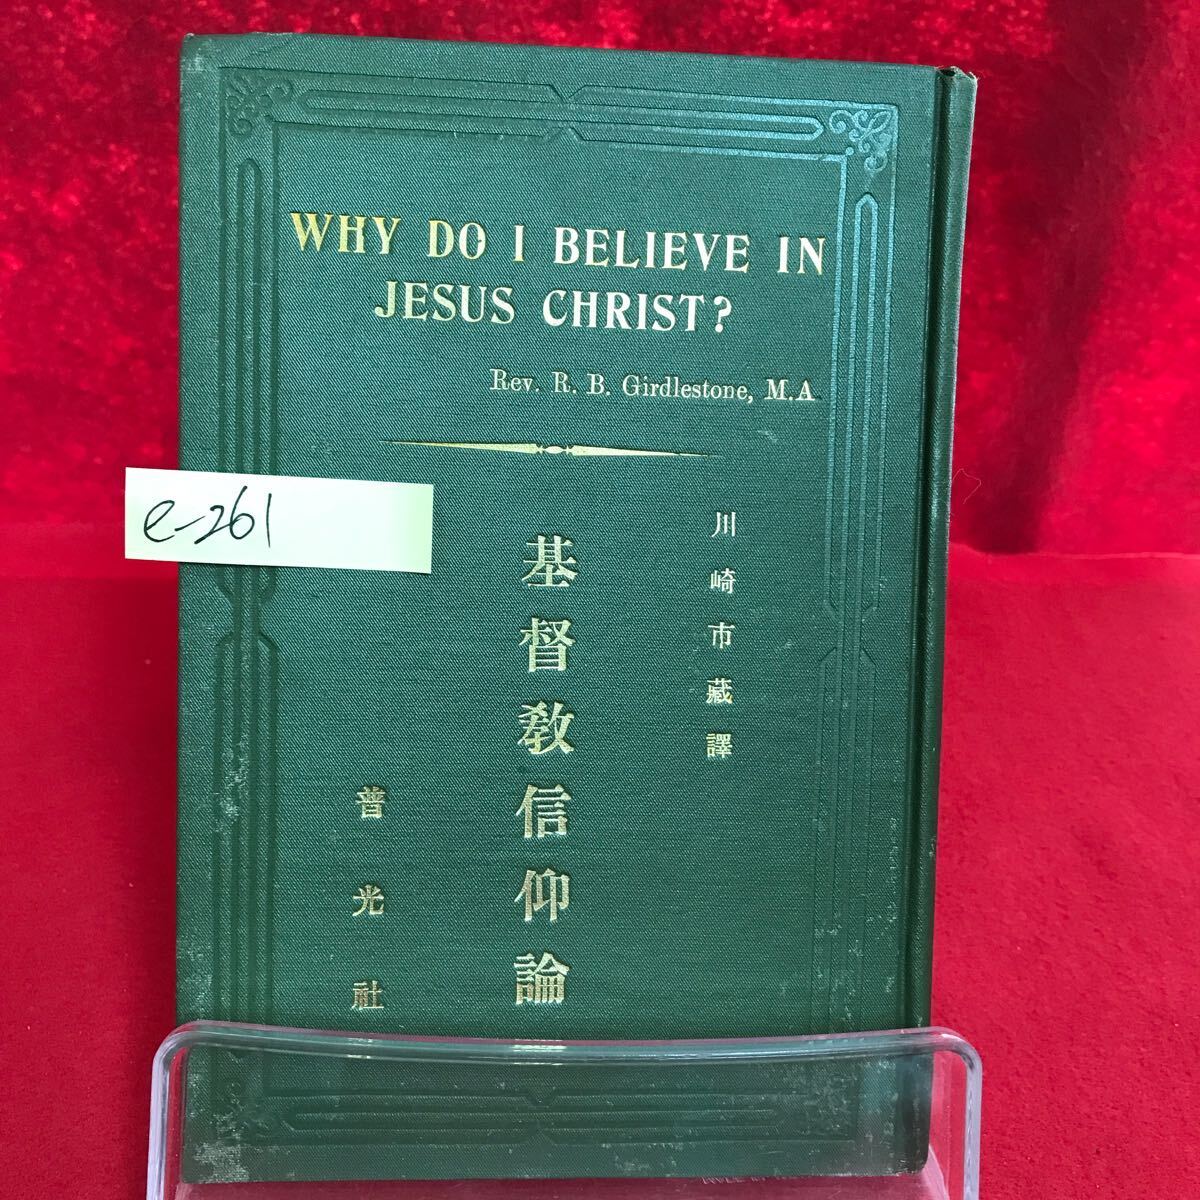 WHY DO I BELIEVE IN
JESUS CHRIST?
Rev. R. B. Girdlestone, M.A.
e-261
川崎市藏譯
基督教信仰論
普光社